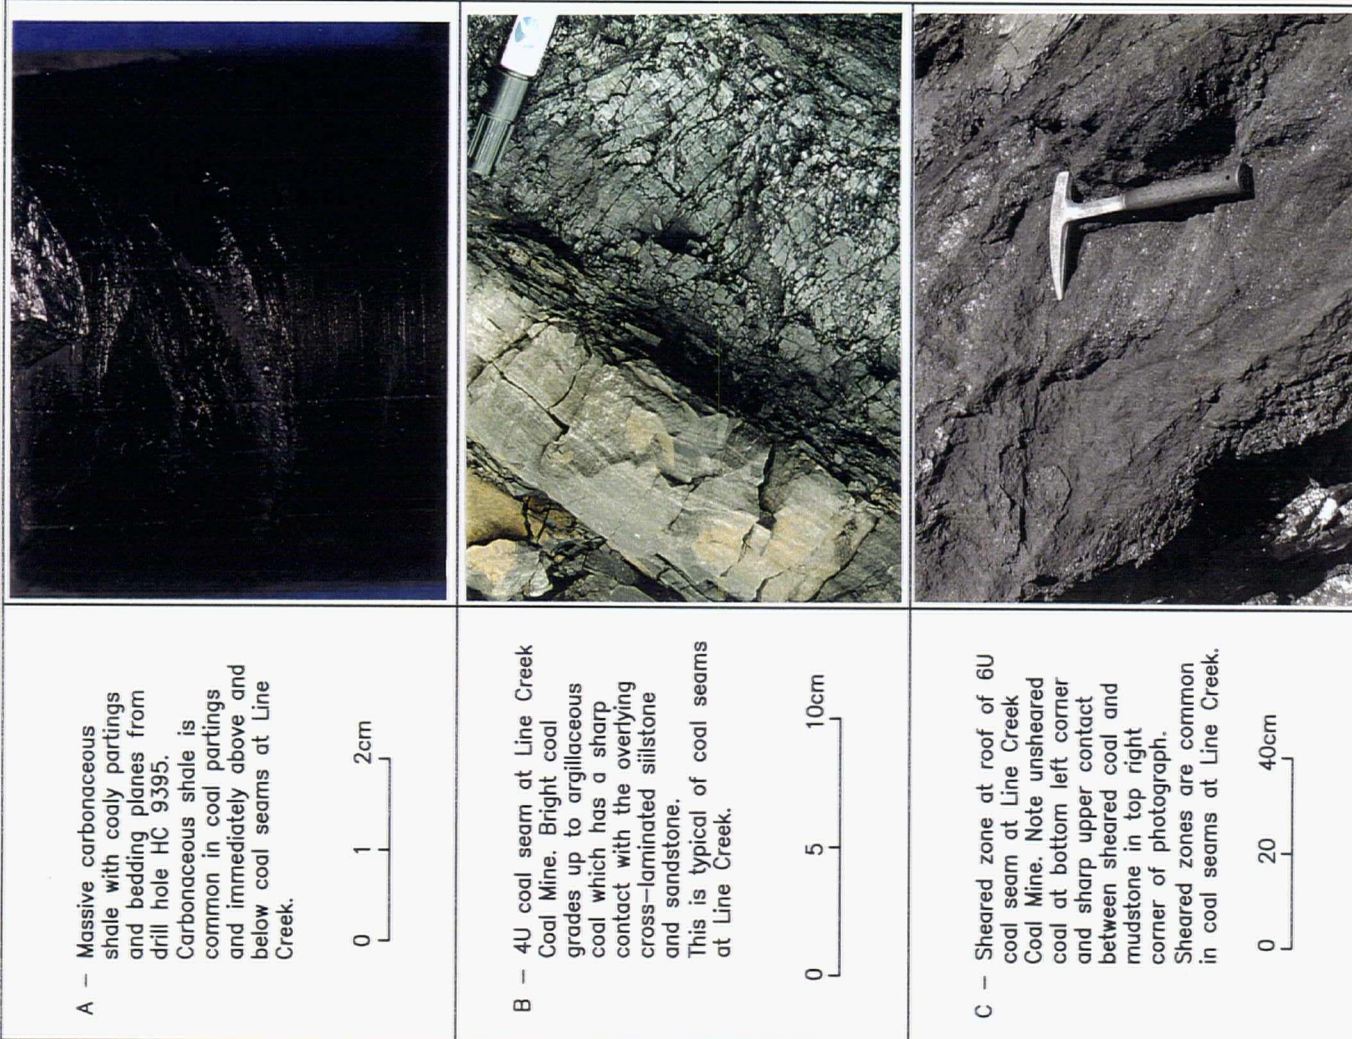 A – Massive carbonaceous
shale with coaly partings
and bedding planes from
drill hole HC 9395.
Carbonaceous shale is
common in coal partings
and immediately above and
below coal seams at Line
Creek.
0 1 2cm
B – 4U coal seam at Line Creek
Coal Mine. Bright coal
grades up to argillaceous
coal which has a sharp
contact with the overlying
cross-laminated siilstone
and sandstone.
This is typical of coal seams
at Line Creek.
0 5 10cm
C – Sheared zone at roof of 6U
coal seam at Line Creek
Coal Mine. Note unsheared
coal at bottom left corner
and sharp upper contact
between sheared coal and
mudstone in top right
corner of photograph.
Sheared zones are common
in coal seams at Line Creek.
0 20 40cm